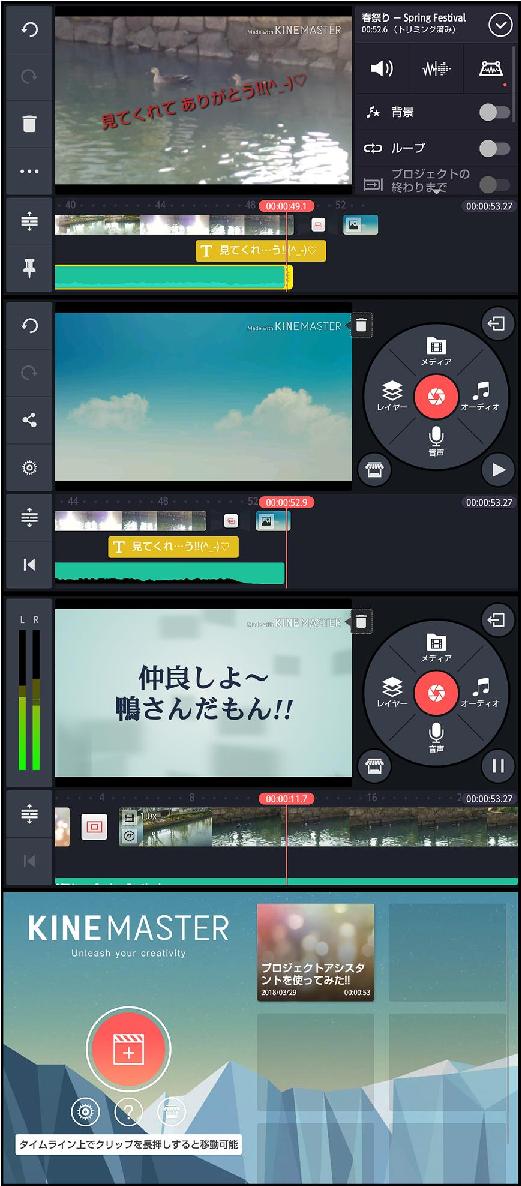 Made with KINEMASTER
春祭り – Spring Festival
00:00:52.6 （トリミング済み）
見てくれて ありがとう!!(^_-)♡
背景
ループ
プロジェクトの
終わりまで
40
48
00:00:49.1
52
00:00:53.27
T 見てくれ…う!!(^_-)♡
Made with KINEMASTER
メディア
レイヤー
オーディオ
音声
44
48
52
00:00:52.9
00:00:53.27
T 見てくれ…う!!(^_-)♡
L R
Made with KINEMASTER
仲良しよ～
鴨さんだもん!!
メディア
レイヤー
オーディオ
音声
4
8
00:00:11.7
16
00:00:53.27
1.0x
KINEMASTER
Unleash your creativity
プロジェクトアシスタ
ントを使ってみた!!
2018/03/29 00:00:53
タイムライン上でクリップを長押しすると移動可能